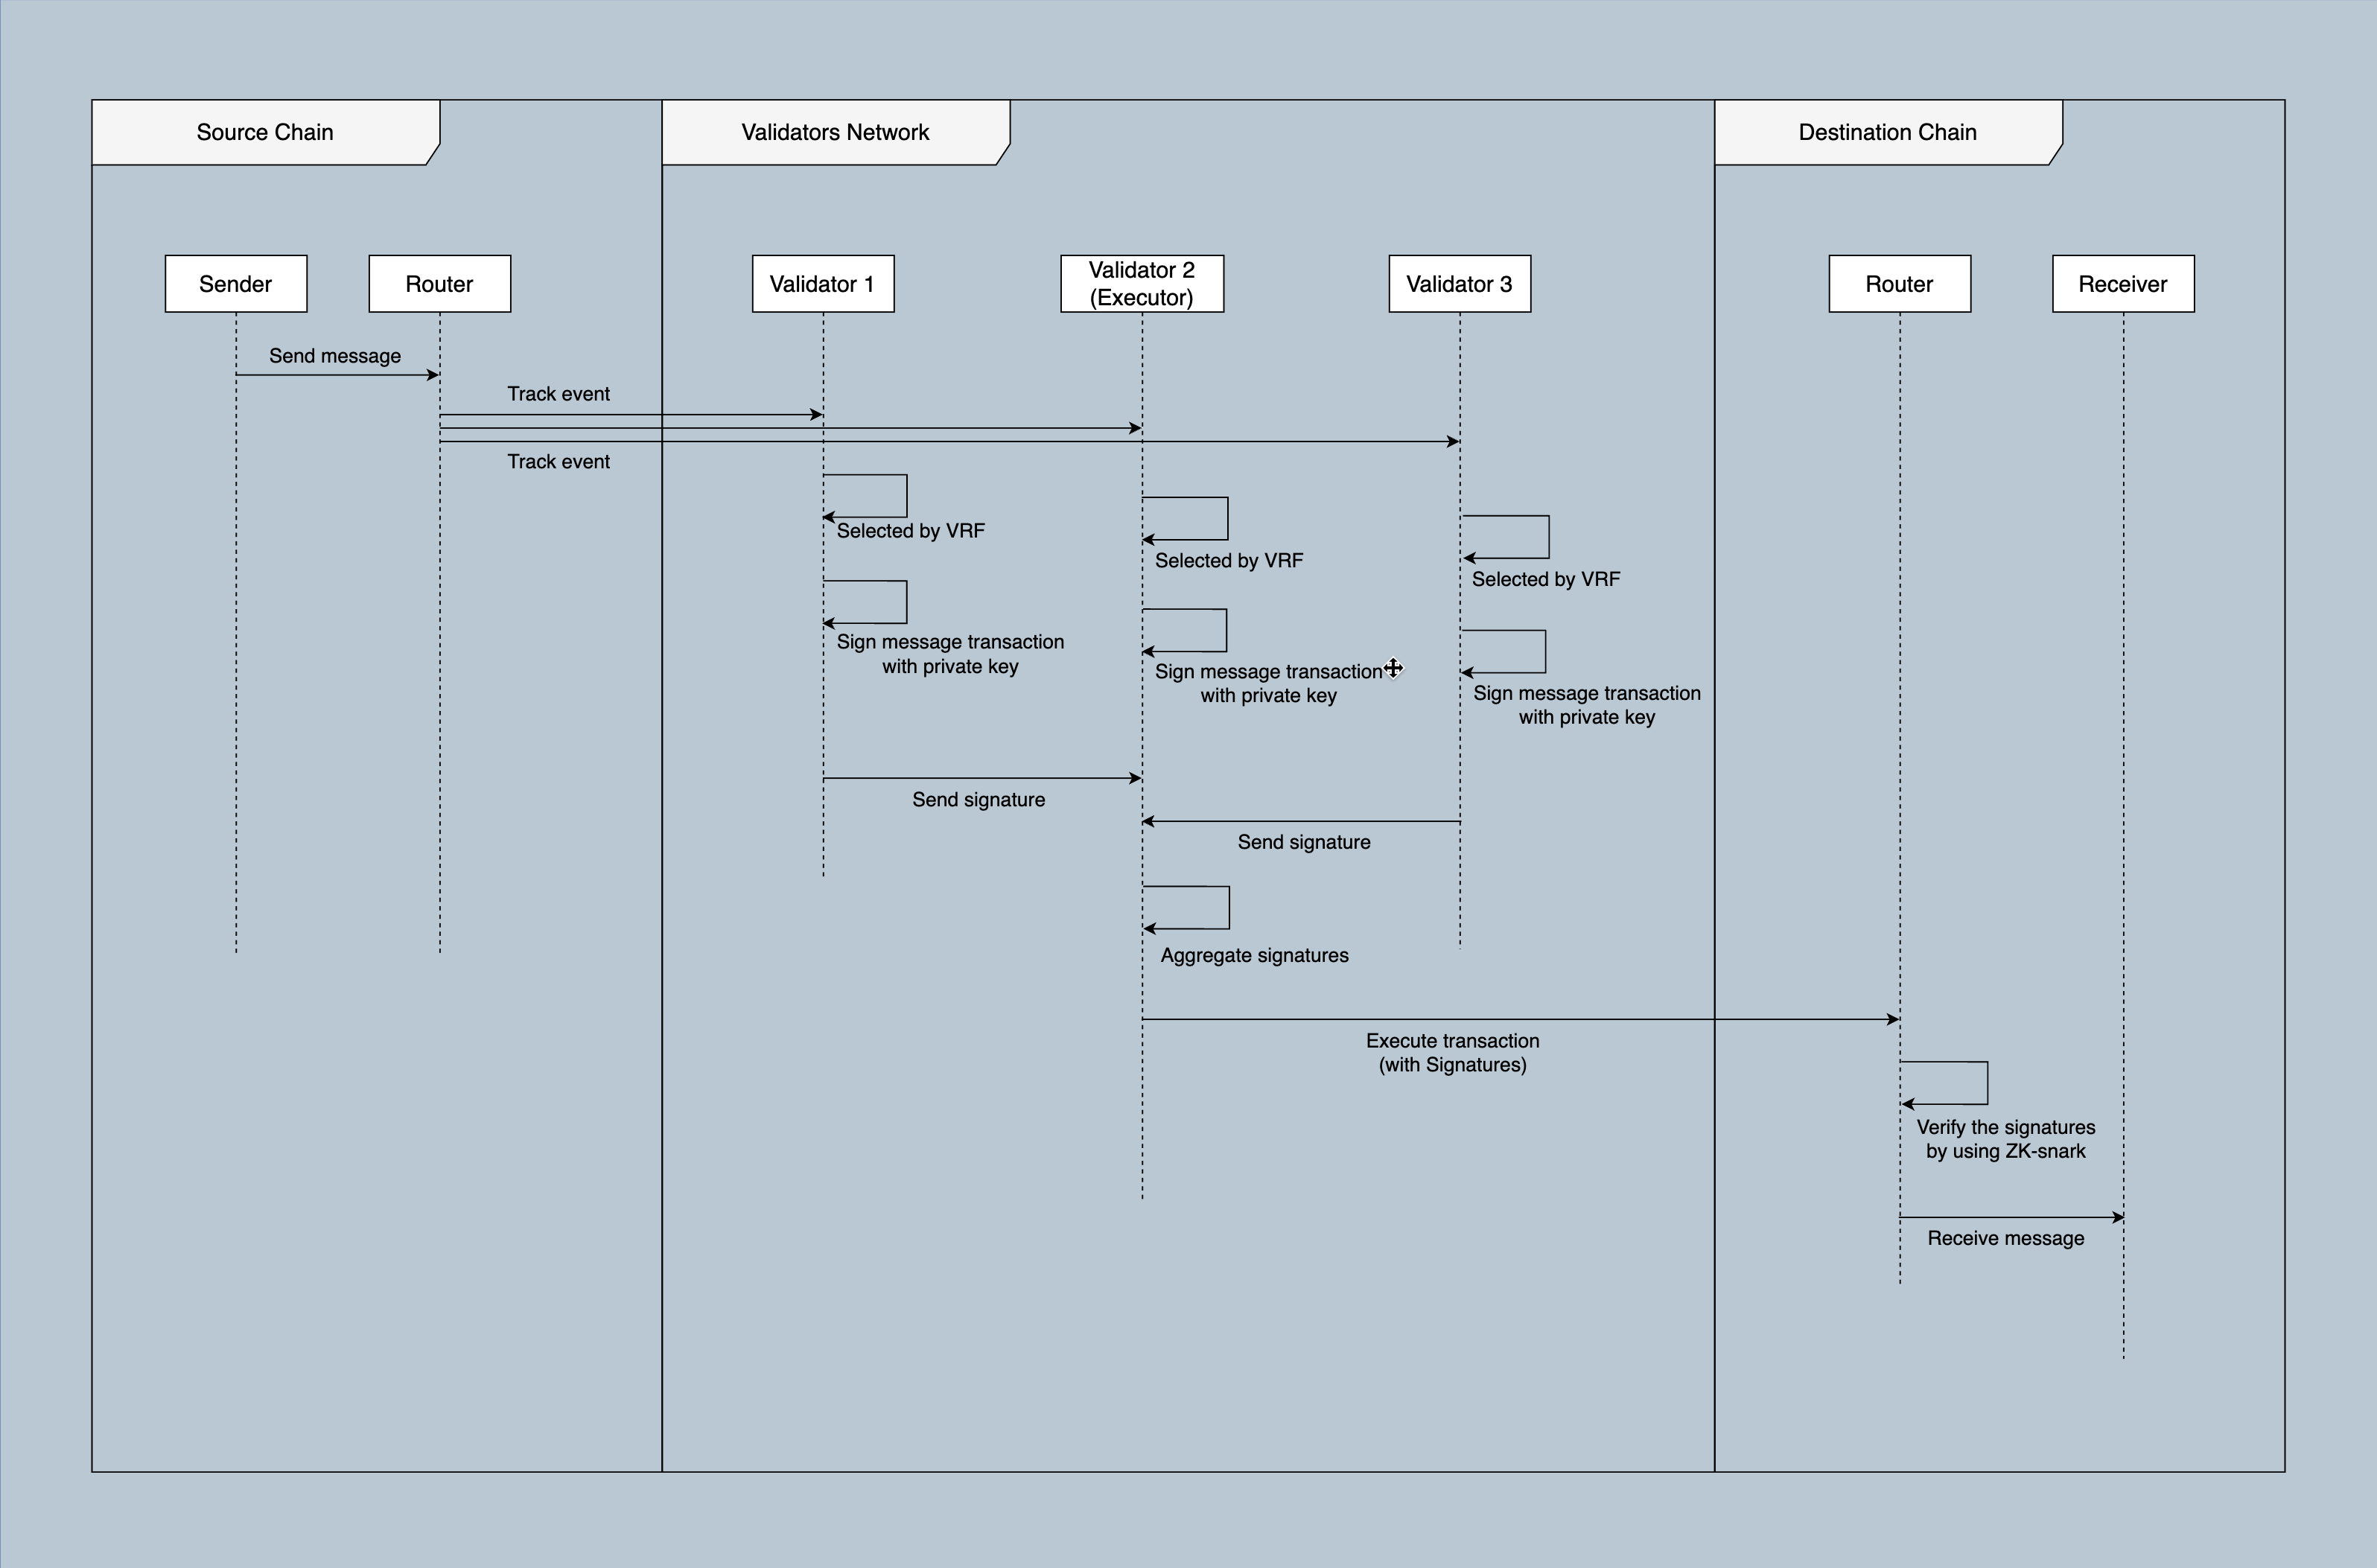 Source Chain
Validators Network
Destination Chain
Sender
Router
Validator 1
Validator 2
(Executor)
Validator 3
Router
Receiver
Send message
Track event
Track event
Selected by VRF
Selected by VRF
Selected by VRF
Sign message transaction
with private key
Sign message transaction
with private key
Sign message transaction
with private key
Send signature
Send signature
Aggregate signatures
Execute transaction
(with Signatures)
Verify the signatures
by using ZK-snark
Receive message